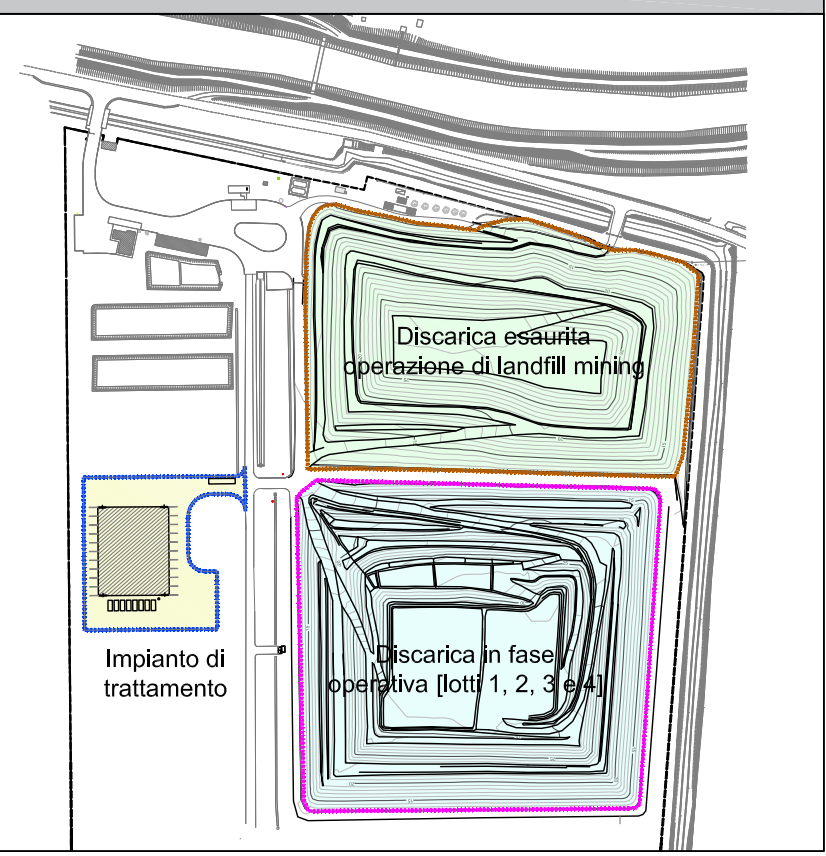 Discarica esaurita
operazione di landfill mining
Discarica in fase
operativa [lotti 1, 2, 3 e 4]
Impianto di
trattamento